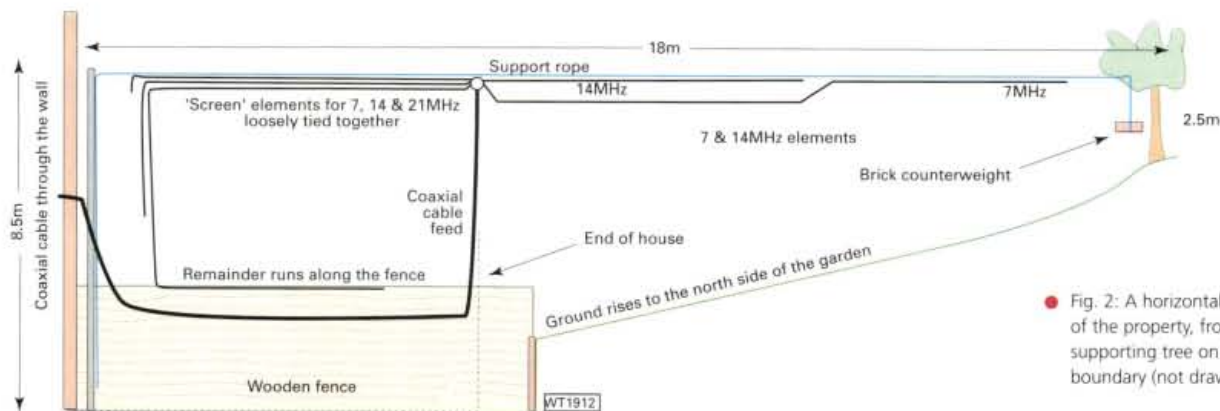 18m
Support rope
14MHz
7MHz
'Screen' elements for 7, 14 & 21MHz
loosely tied together
7 & 14MHz elements
2.5m
Brick counterweight
8.5m
Coaxial cable through the wall
Coaxial
cable
feed
End of house
Remainder runs along the fence
Ground rises to the north side of the garden
Wooden fence
WT1912
Fig. 2: A horizontal
of the property, fro
supporting tree on
boundary (not draw